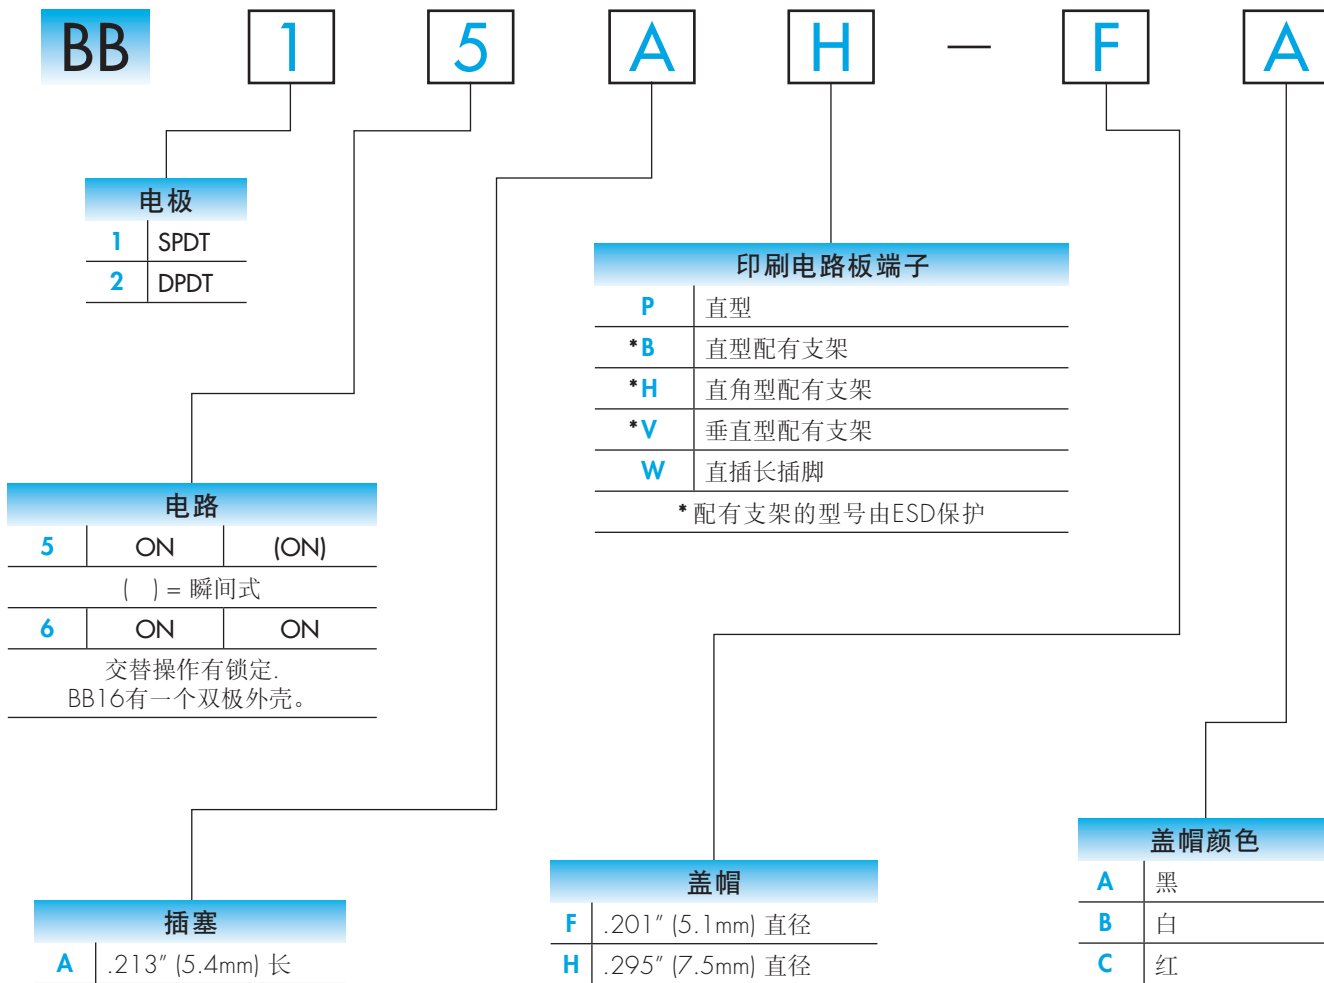 BB 1 5 A H — F A
电极
1 SPDT
2 DPDT
印刷电路板端子
P 直型
*B 直型配有支架
*H 直角型配有支架
*V 垂直型配有支架
W 直插长插脚
*配有支架的型号由ESD保护
电路
5 ON (ON)
( ) = 瞬间式
6 ON ON
交替操作有锁定.
BB16有一个双极外壳。
插塞
A .213" (5.4mm) 长
盖帽
F .201" (5.1mm) 直径
H .295" (7.5mm) 直径
盖帽颜色
A 黑
B 白
C 红